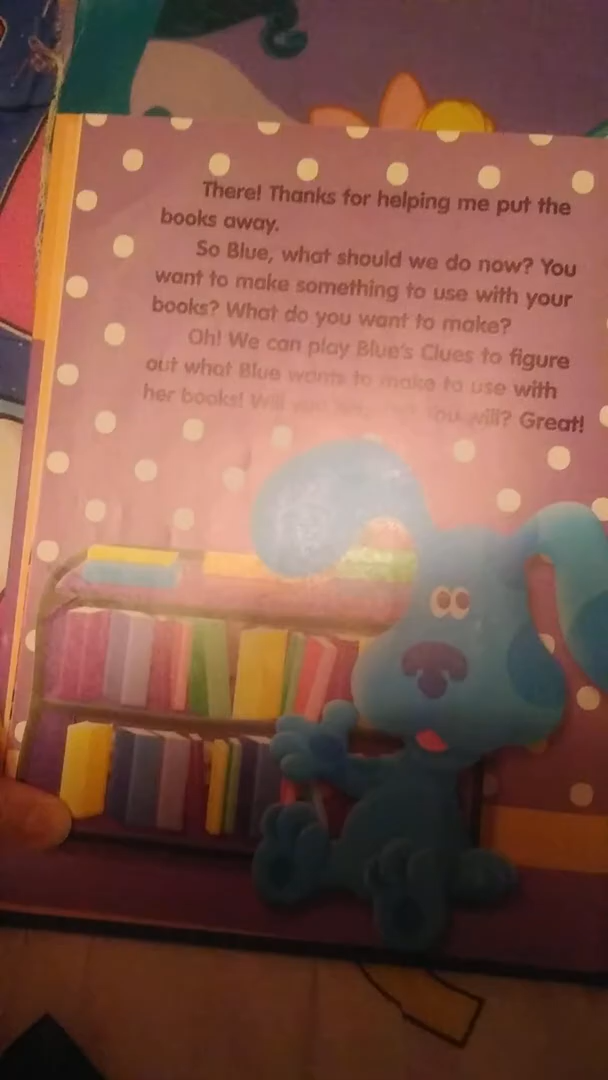 There! Thanks for helping me put the
books away.
So Blue, what should we do now? You
want to make something to use with your
books? What do you want to make?
Oh! We can play Blue's Clues to figure
out what Blue wants to make to use with
her books! Will you You will? Great!